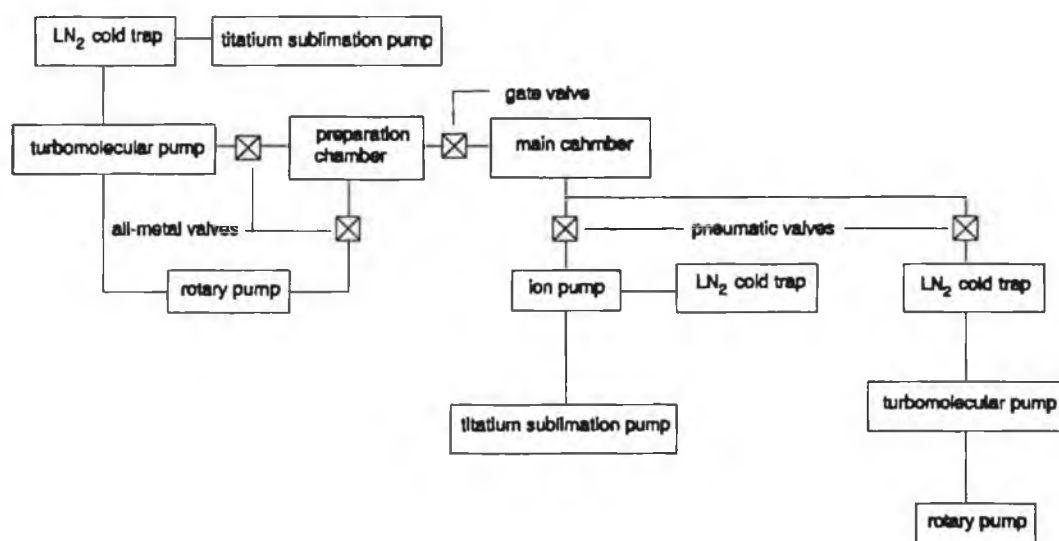 LN2 cold trap
titatium sublimation pump
gate valve
turbomolecular pump
preparation
chamber
main cahmber
all-metal valves
pneumatic valves
rotary pump
ion pump
LN2 cold trap
LN2 cold trap
titatium sublimation pump
turbomolecular pump
rotary pump